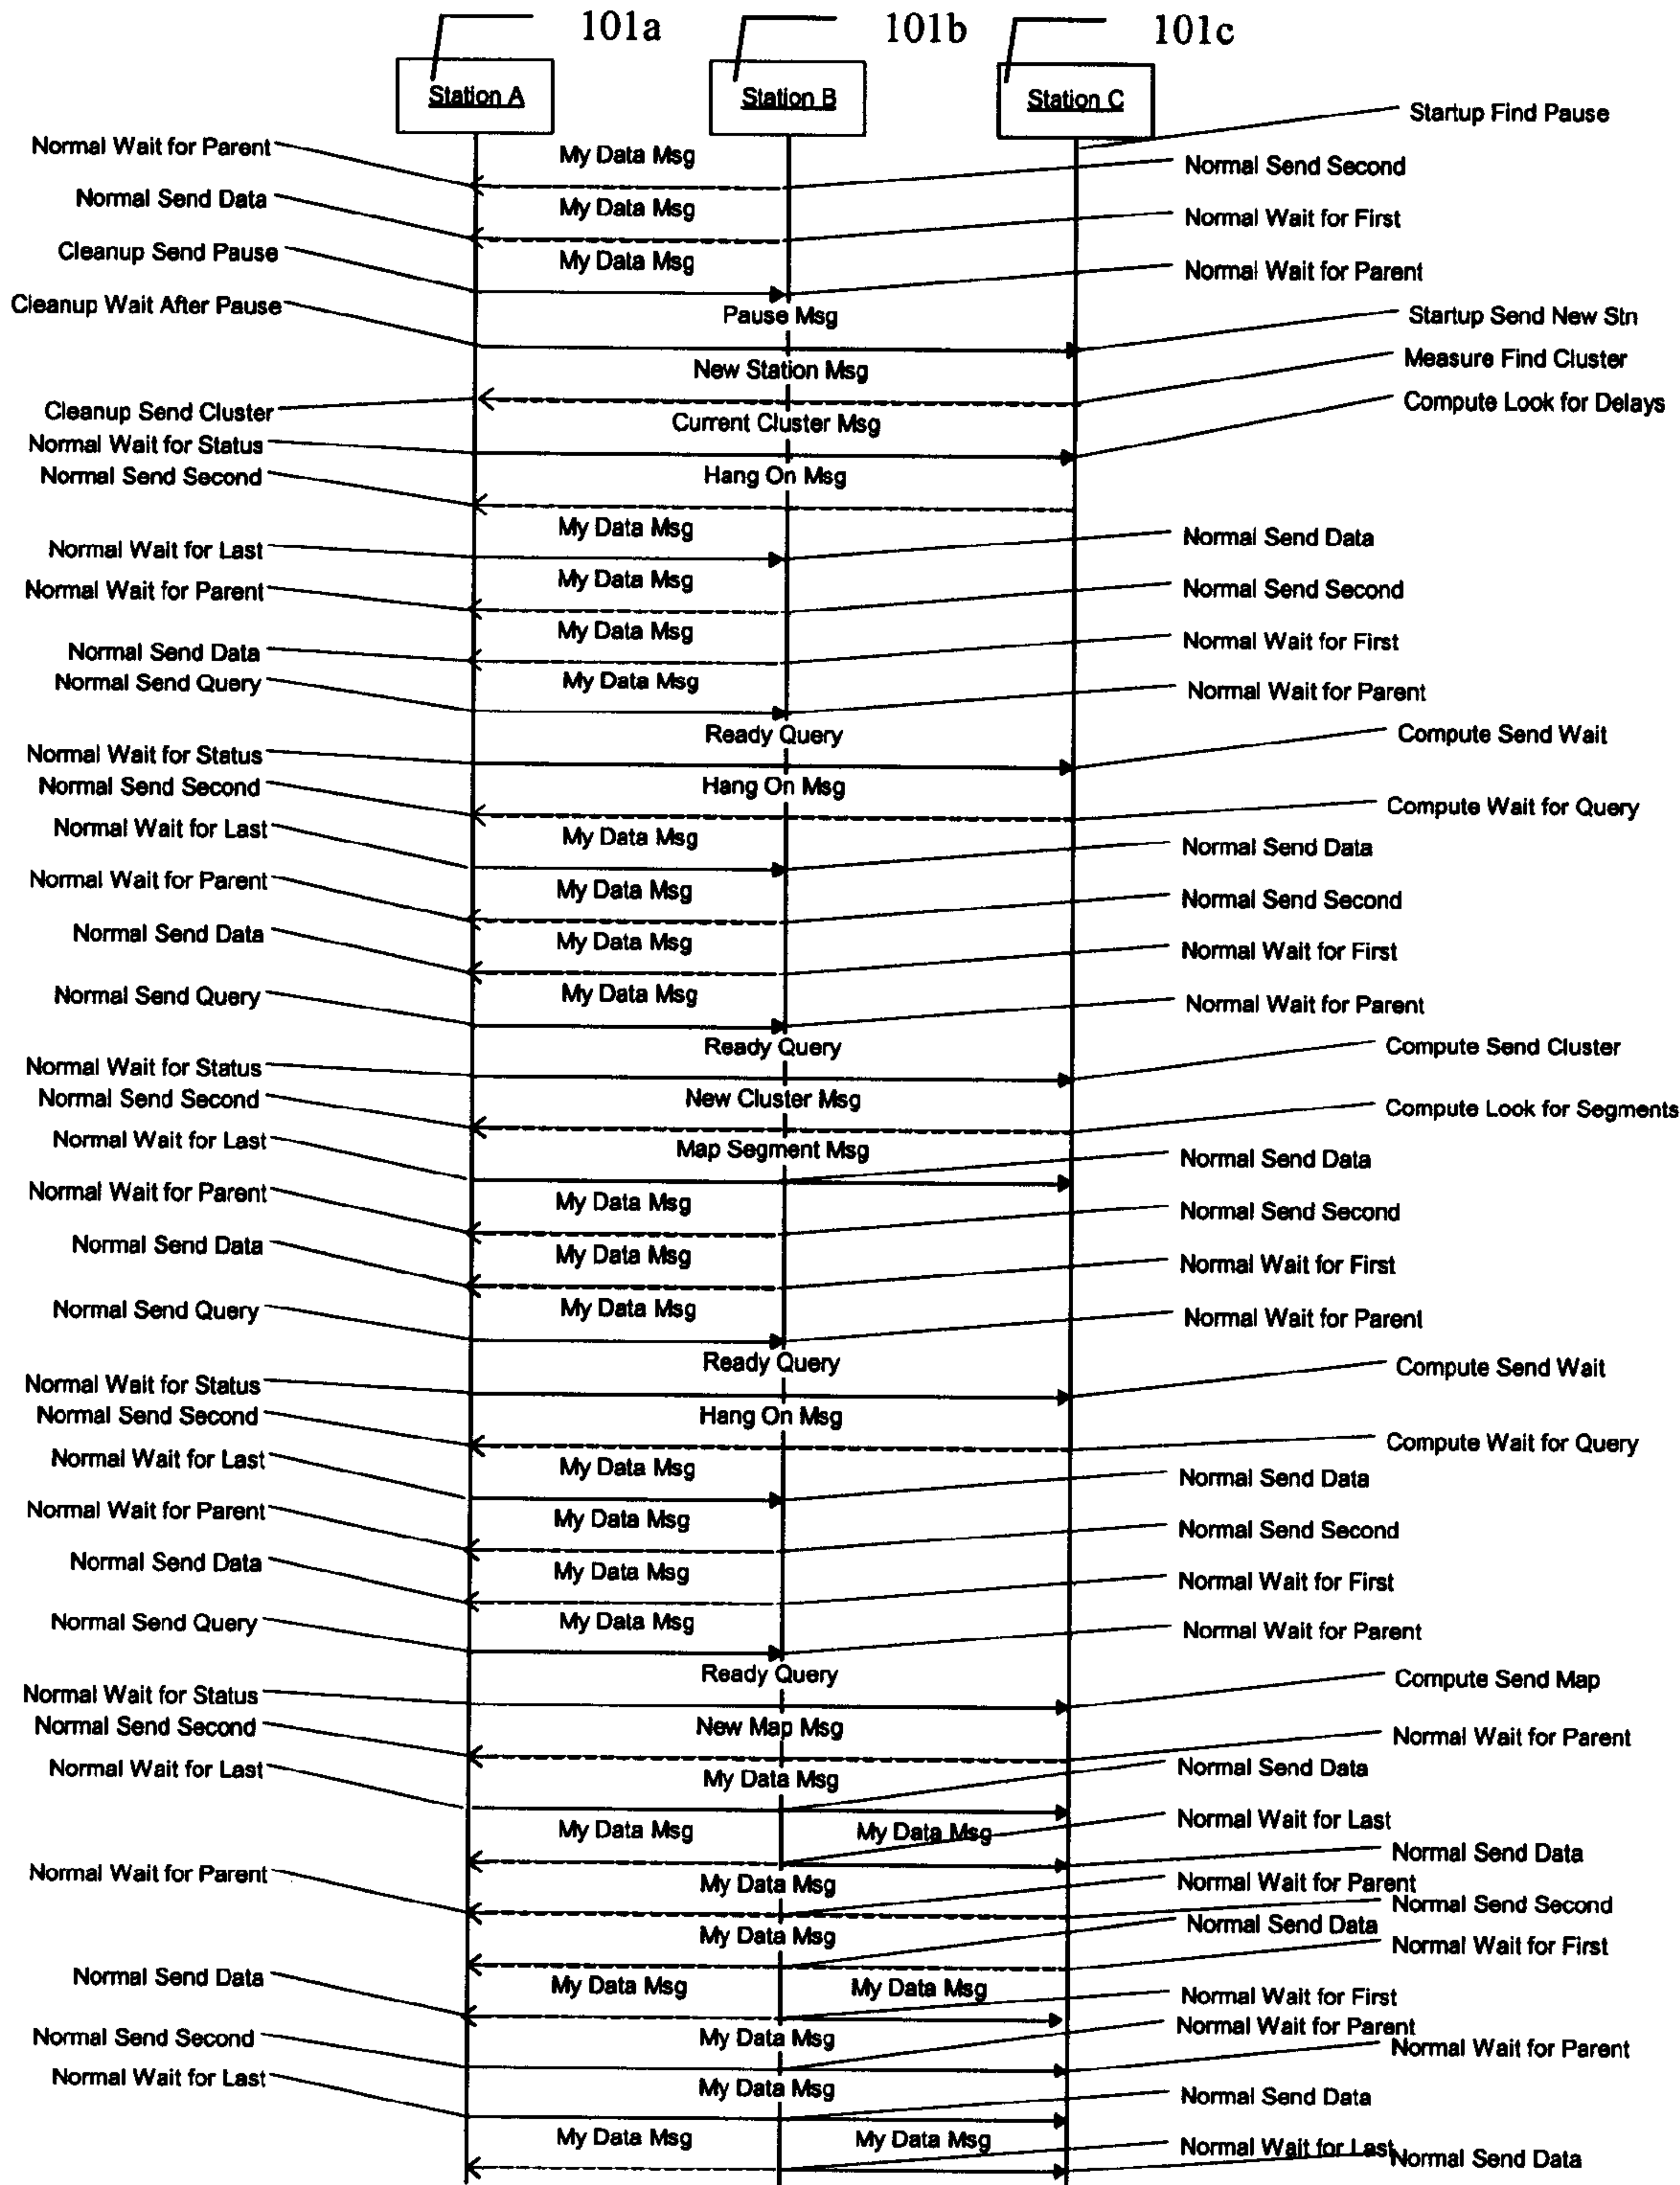 101a
101b
101c
Station A
Station B
Station C
Startup Find Pause
Normal Wait for Parent
My Data Msg
Normal Send Second
Normal Send Data
My Data Msg
Normal Wait for First
Cleanup Send Pause
My Data Msg
Normal Wait for Parent
Cleanup Wait After Pause
Pause Msg
Startup Send New Stn
New Station Msg
Measure Find Cluster
Cleanup Send Cluster
Current Cluster Msg
Compute Look for Delays
Normal Wait for Status
Normal Send Second
Hang On Msg
My Data Msg
Normal Wait for Last
Normal Send Data
Normal Wait for Parent
My Data Msg
Normal Send Second
My Data Msg
Normal Wait for First
Normal Send Data
Normal Send Query
My Data Msg
Normal Wait for Parent
Ready Query
Compute Send Wait
Normal Wait for Status
Normal Send Second
Hang On Msg
Compute Wait for Query
Normal Wait for Last
My Data Msg
Normal Send Data
Normal Wait for Parent
My Data Msg
Normal Send Second
Normal Send Data
My Data Msg
Normal Wait for First
Normal Send Query
My Data Msg
Normal Wait for Parent
Ready Query
Compute Send Cluster
Normal Wait for Status
Normal Send Second
New Cluster Msg
Compute Look for Segments
Normal Wait for Last
Map Segment Msg
Normal Send Data
Normal Wait for Parent
My Data Msg
Normal Send Second
Normal Send Data
My Data Msg
Normal Wait for First
Normal Send Query
My Data Msg
Normal Wait for Parent
Ready Query
Compute Send Wait
Normal Wait for Status
Normal Send Second
Hang On Msg
Compute Wait for Query
Normal Wait for Last
My Data Msg
Normal Send Data
Normal Wait for Parent
My Data Msg
Normal Send Second
Normal Send Data
My Data Msg
Normal Wait for First
Normal Send Query
My Data Msg
Normal Wait for Parent
Ready Query
Compute Send Map
Normal Wait for Status
Normal Send Second
New Map Msg
Normal Wait for Parent
Normal Wait for Last
My Data Msg
Normal Send Data
My Data Msg
My Data Msg
Normal Wait for Last
Normal Send Data
Normal Wait for Parent
My Data Msg
Normal Wait for Parent
Normal Send Second
My Data Msg
Normal Send Data
Normal Wait for First
Normal Send Data
My Data Msg
My Data Msg
Normal Wait for First
Normal Send Second
My Data Msg
Normal Wait for Parent
Normal Wait for Parent
Normal Wait for Last
My Data Msg
Normal Send Data
My Data Msg
My Data Msg
Normal Wait for Last
Normal Send Data